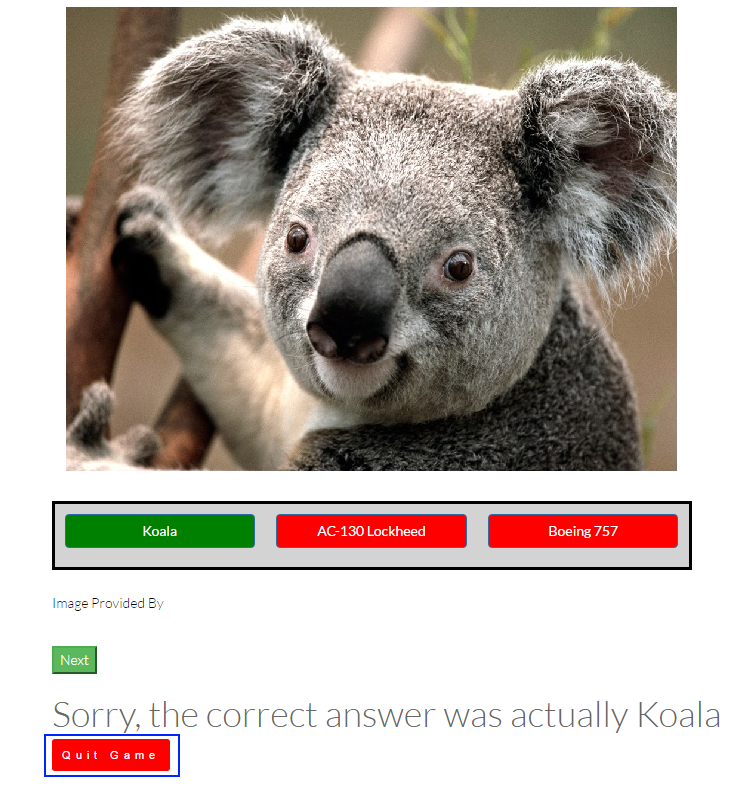 Koala
AC-130 Lockheed
Boeing 757
Image Provided By
Next
Sorry, the correct answer was actually Koala
Quit Game